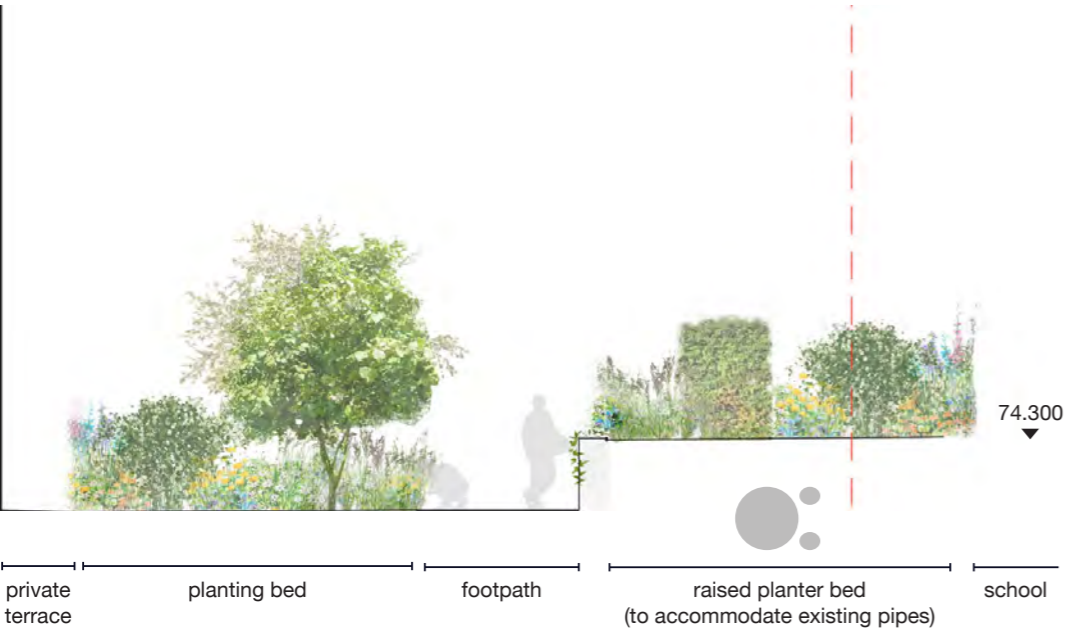 74.300
private
terrace
planting bed
footpath
raised planter bed
(to accommodate existing pipes)
school